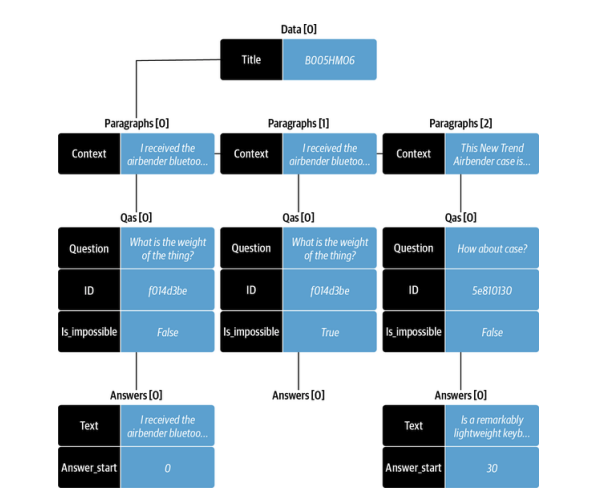 Data [0]
Title
B005HMO6
Paragraphs [0]
Paragraphs [1]
Paragraphs [2]
Context
I received the
airbender bluetoo...
Context
I received the
airbender bluetoo...
Context
This New Trend
Airbender case is...
Qas [0]
Qas [0]
Qas [0]
Question
What is the weight
of the thing?
Question
What is the weight
of the thing?
Question
How about case?
ID
f014d3be
ID
f014d3be
ID
5e810130
Is_impossible
False
Is_impossible
True
Is_impossible
False
Answers [0]
Answers [0]
Answers [0]
Text
I received the
airbender bluetoo...
Text
Is a remarkably
lightweight keyb...
Answer_start
0
Answer_start
30